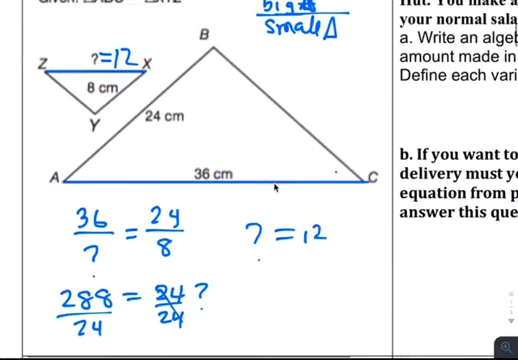 big Δ
small Δ
B
Z ?=12 X
8 cm
Y
24 cm
A 36 cm C
36/? = 24/8
? = 12
288/24 = 24/24 ?
your normal sala
a. Write an alge
amount made in
Define each vari
b. If you want to
delivery must yo
equation from p
answer this que